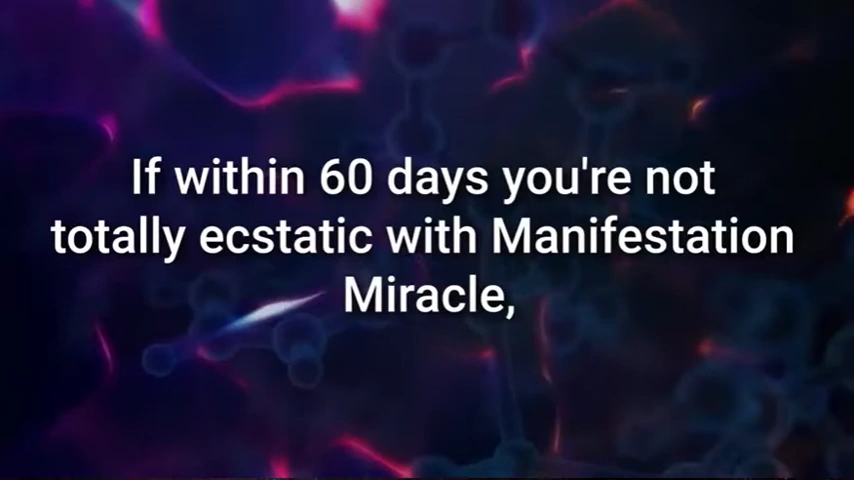 If within 60 days you're not
totally ecstatic with Manifestation
Miracle,